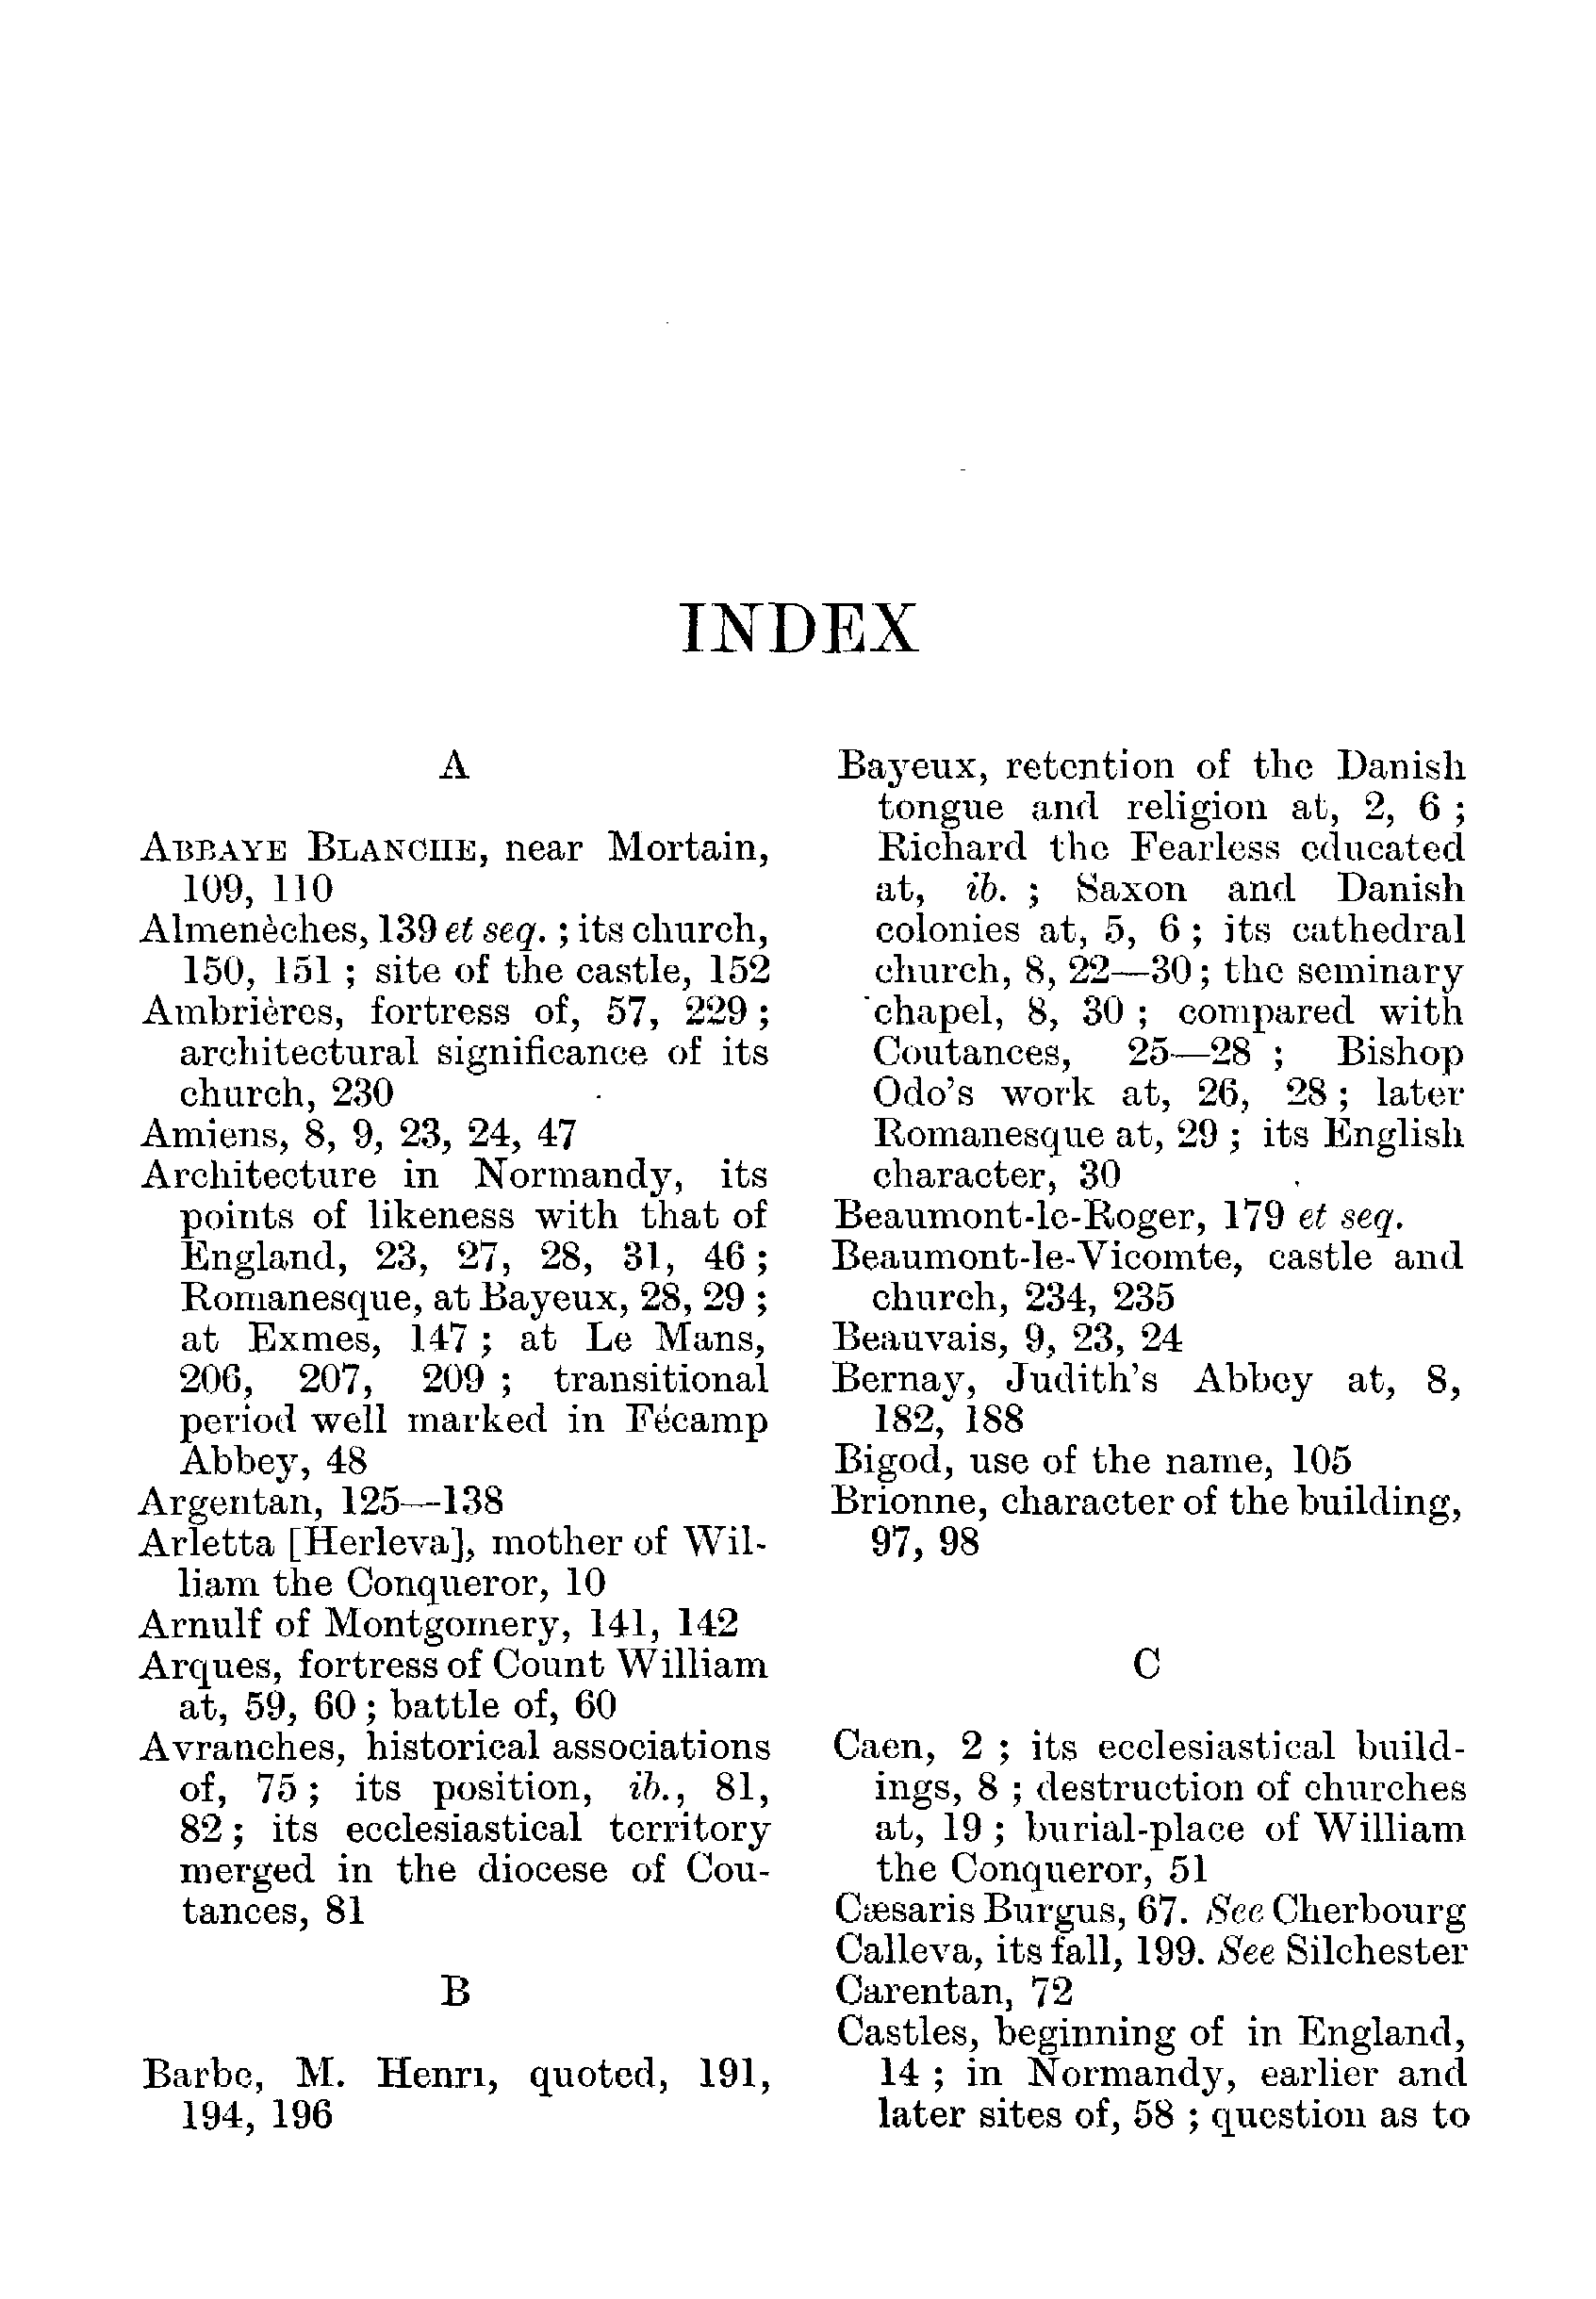 INDEX
A
ABBAYE BLANCHE, near Mortain,
109, 110
Almenèches, 139 et seq. ; its church,
150, 151 ; site of the castle, 152
Ambrières, fortress of, 57, 229 ;
architectural significance of its
church, 230
Amiens, 8, 9, 23, 24, 47
Architecture in Normandy, its
points of likeness with that of
England, 23, 27, 28, 31, 46 ;
Romanesque, at Bayeux, 28, 29 ;
at Exmes, 147 ; at Le Mans,
206, 207, 209 ; transitional
period well marked in Fécamp
Abbey, 48
Argentan, 125—138
Arletta [Herleva], mother of Wil-
liam the Conqueror, 10
Arnulf of Montgomery, 141, 142
Arques, fortress of Count William
at, 59, 60 ; battle of, 60
Avranches, historical associations
of, 75 ; its position, ib., 81,
82 ; its ecclesiastical territory
merged in the diocese of Cou-
tances, 81
B
Barbe, M. Henri, quoted, 191,
194, 196
Bayeux, retention of the Danish
tongue and religion at, 2, 6 ;
Richard the Fearless educated
at, ib. ; Saxon and Danish
colonies at, 5, 6 ; its cathedral
church, 8, 22—30 ; the seminary
chapel, 8, 30 ; compared with
Coutances, 25—28 ; Bishop
Odo's work at, 26, 28 ; later
Romanesque at, 29 ; its English
character, 30
Beaumont-le-Roger, 179 et seq.
Beaumont-le-Vicomte, castle and
church, 234, 235
Beauvais, 9, 23, 24
Bernay, Judith's Abbey at, 8,
182, 188
Bigod, use of the name, 105
Brionne, character of the building,
97, 98
C
Caen, 2 ; its ecclesiastical build-
ings, 8 ; destruction of churches
at, 19 ; burial-place of William
the Conqueror, 51
Cæsaris Burgus, 67. See Cherbourg
Calleva, its fall, 199. See Silchester
Carentan, 72
Castles, beginning of in England,
14 ; in Normandy, earlier and
later sites of, 58 ; question as to